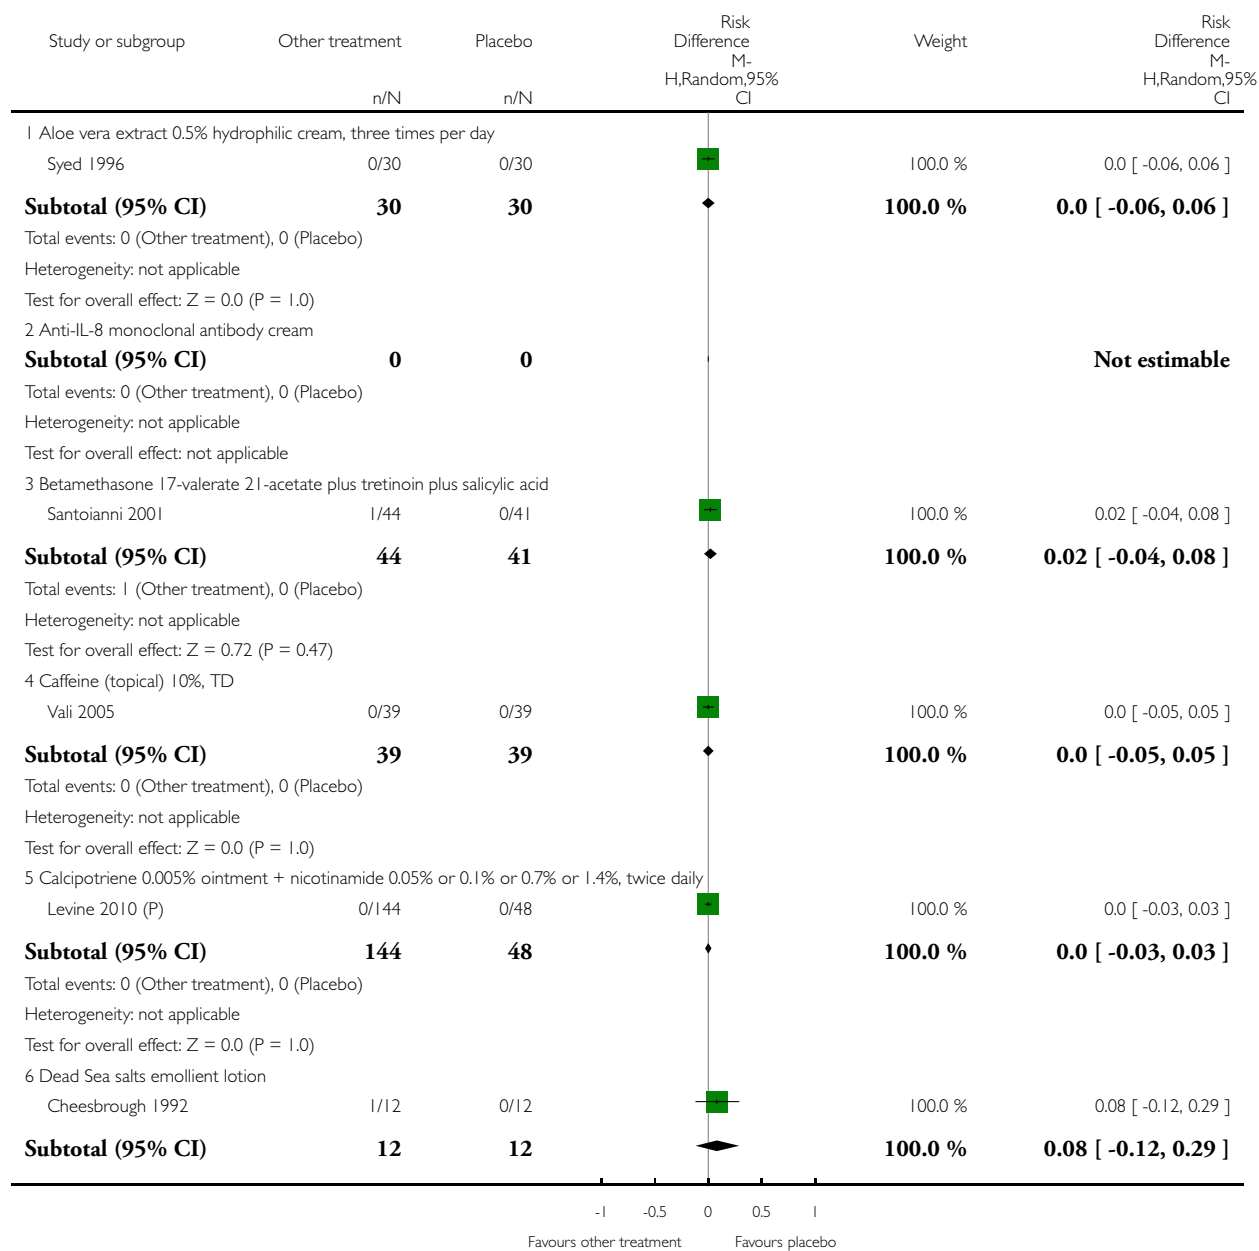 Study or subgroup Other treatment Placebo Risk Difference Weight Risk Difference
M-H,Random,95% CI M-H,Random,95% CI
n/N n/N
1 Aloe vera extract 0.5% hydrophilic cream, three times per day
Syed 1996 0/30 0/30 100.0 % 0.0 [ -0.06, 0.06 ]
Subtotal (95% CI) 30 30 100.0 % 0.0 [ -0.06, 0.06 ]
Total events: 0 (Other treatment), 0 (Placebo)
Heterogeneity: not applicable
Test for overall effect: Z = 0.0 (P = 1.0)
2 Anti-IL-8 monoclonal antibody cream
Subtotal (95% CI) 0 0 Not estimable
Total events: 0 (Other treatment), 0 (Placebo)
Heterogeneity: not applicable
Test for overall effect: not applicable
3 Betamethasone 17-valerate 21-acetate plus tretinoin plus salicylic acid
Santoianni 2001 1/44 0/41 100.0 % 0.02 [ -0.04, 0.08 ]
Subtotal (95% CI) 44 41 100.0 % 0.02 [ -0.04, 0.08 ]
Total events: 1 (Other treatment), 0 (Placebo)
Heterogeneity: not applicable
Test for overall effect: Z = 0.72 (P = 0.47)
4 Caffeine (topical) 10%, TD
Vali 2005 0/39 0/39 100.0 % 0.0 [ -0.05, 0.05 ]
Subtotal (95% CI) 39 39 100.0 % 0.0 [ -0.05, 0.05 ]
Total events: 0 (Other treatment), 0 (Placebo)
Heterogeneity: not applicable
Test for overall effect: Z = 0.0 (P = 1.0)
5 Calcipotriene 0.005% ointment + nicotinamide 0.05% or 0.1% or 0.7% or 1.4%, twice daily
Levine 2010 (P) 0/144 0/48 100.0 % 0.0 [ -0.03, 0.03 ]
Subtotal (95% CI) 144 48 100.0 % 0.0 [ -0.03, 0.03 ]
Total events: 0 (Other treatment), 0 (Placebo)
Heterogeneity: not applicable
Test for overall effect: Z = 0.0 (P = 1.0)
6 Dead Sea salts emollient lotion
Cheesbrough 1992 1/12 0/12 100.0 % 0.08 [ -0.12, 0.29 ]
Subtotal (95% CI) 12 12 100.0 % 0.08 [ -0.12, 0.29 ]
-1 -0.5 0 0.5 1
Favours other treatment Favours placebo